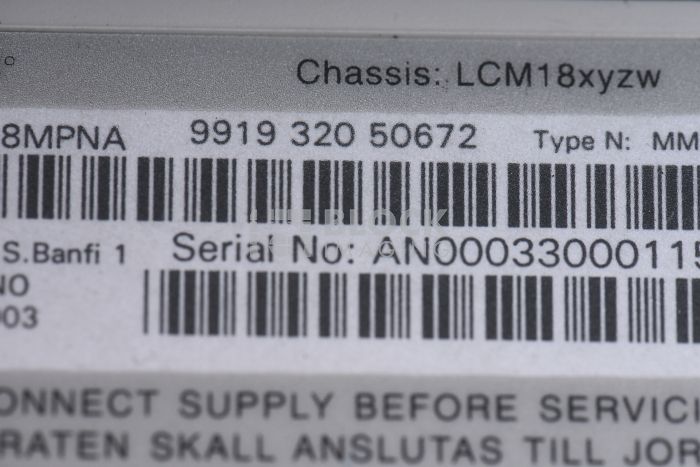 Chassis: LCM18xyzw
8MPNA 9919 320 50672 Type N: MM
S.Banfi 1 Serial No: AN00033000115
NO
003
ONNECT SUPPLY BEFORE SERVICI
RATEN SKALL ANSLUTAS TILL JOR